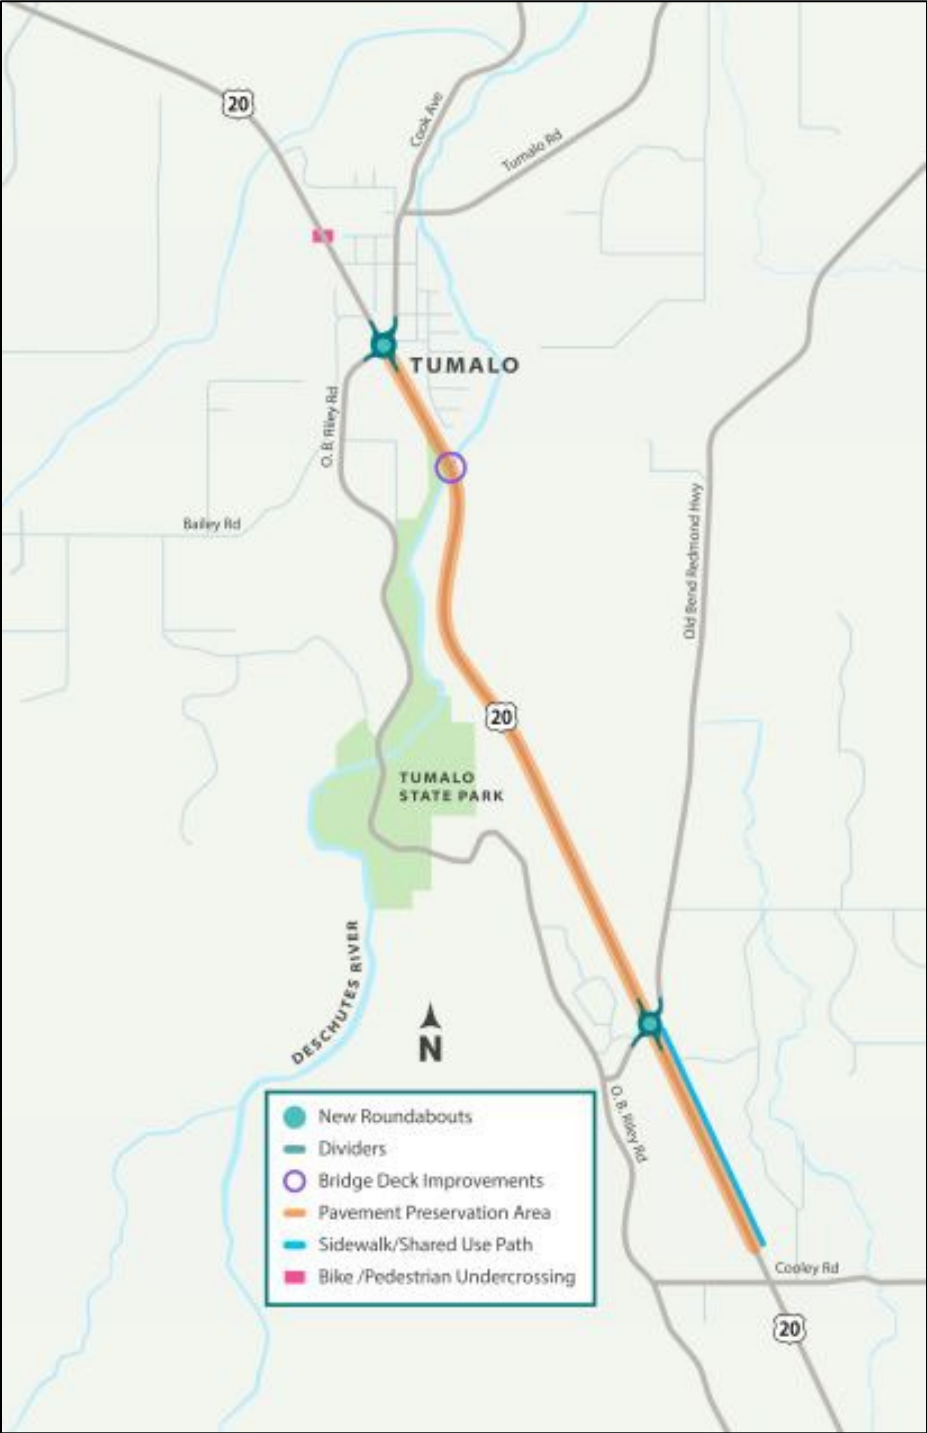 20
Cook Ave
Tumalo Rd
TUMALO
O. B. Riley Rd
Bailey Rd
Old Bend Redmond Hwy
20
TUMALO
STATE PARK
DESCHUTES RIVER
N
O. B. Riley Rd
New Roundabouts
Dividers
Bridge Deck Improvements
Pavement Preservation Area
Sidewalk/Shared Use Path
Bike /Pedestrian Undercrossing
Cooley Rd
20